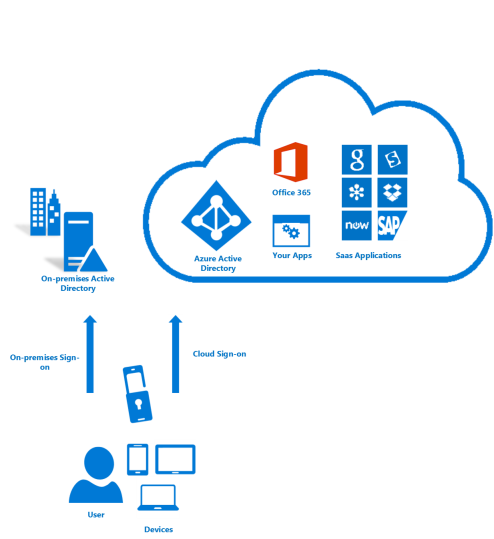 Office 365
g
now
SAP
Azure Active
Directory
Your Apps
Saas Applications
On-premises Active
Directory
On-premises Sign-
on
Cloud Sign-on
User
Devices